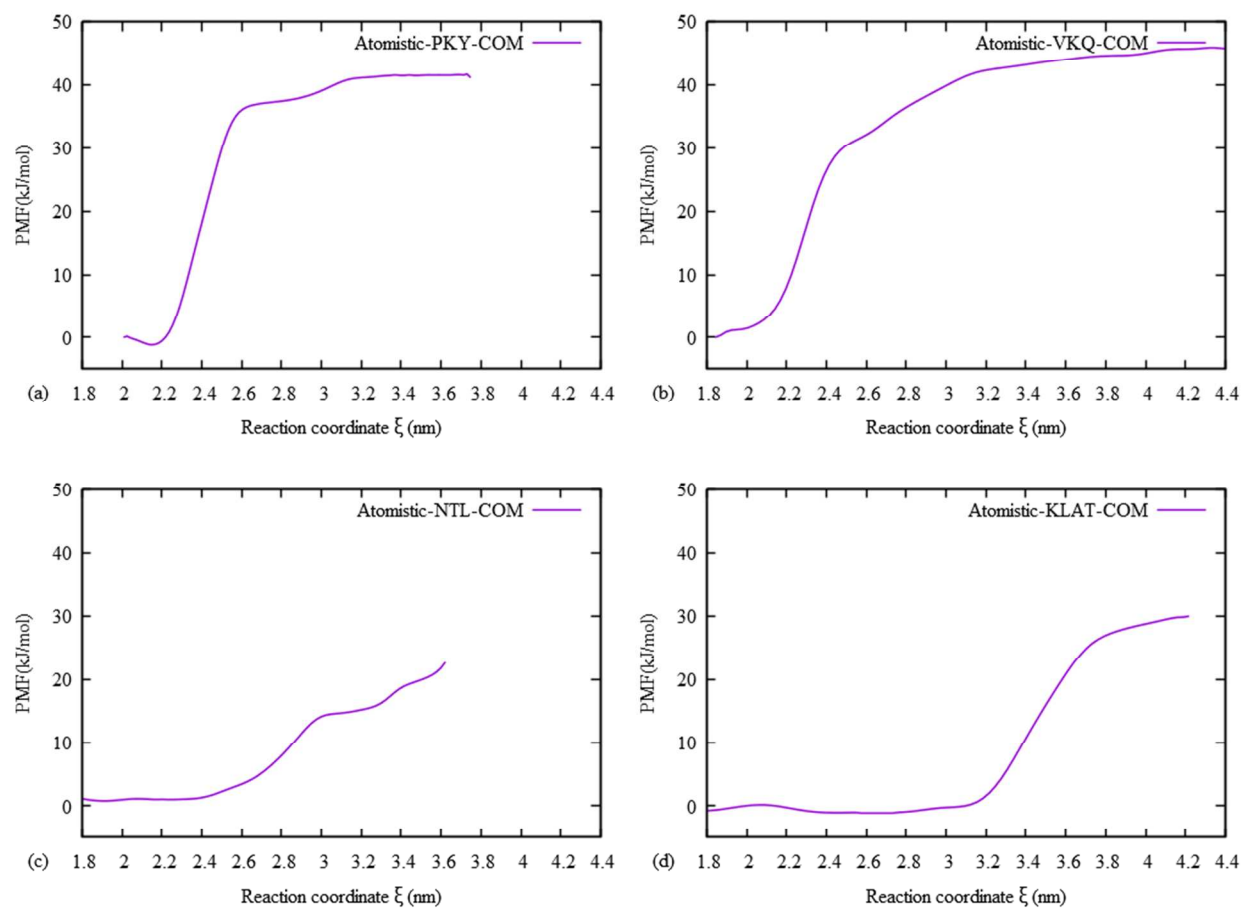 50
Atomistic-PKY-COM
40
30
20
10
0
PMF(kJ/mol)
(a)
1.8 2 2.2 2.4 2.6 2.8 3 3.2 3.4 3.6 3.8 4 4.2 4.4
Reaction coordinate ξ (nm)
50
Atomistic-VKQ-COM
40
30
20
10
0
PMF(kJ/mol)
(b)
1.8 2 2.2 2.4 2.6 2.8 3 3.2 3.4 3.6 3.8 4 4.2 4.4
Reaction coordinate ξ (nm)
50
Atomistic-NTL-COM
40
30
20
10
0
PMF(kJ/mol)
(c)
1.8 2 2.2 2.4 2.6 2.8 3 3.2 3.4 3.6 3.8 4 4.2 4.4
Reaction coordinate ξ (nm)
50
Atomistic-KLAT-COM
40
30
20
10
0
PMF(kJ/mol)
(d)
1.8 2 2.2 2.4 2.6 2.8 3 3.2 3.4 3.6 3.8 4 4.2 4.4
Reaction coordinate ξ (nm)